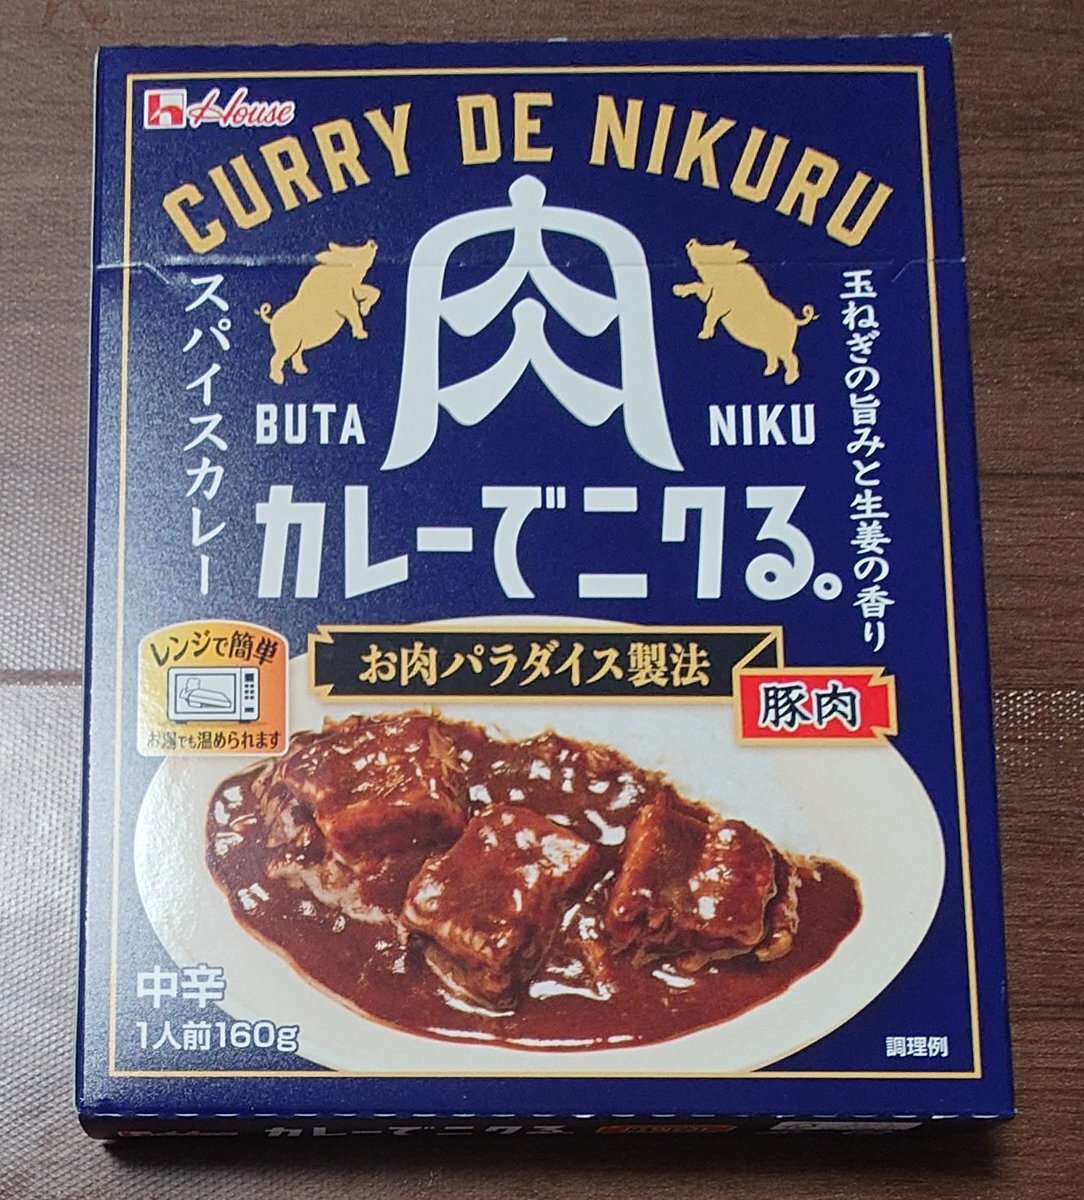 House
CURRY DE NIKURU
肉
BUTA NIKU
スパイスカレー
玉ねぎの旨みと生姜の香り
カレーでニクる。
レンジで簡単
お湯でも温められます
お肉パラダイス製法
豚肉
中辛
1人前160g
調理例
カレーでニクる。